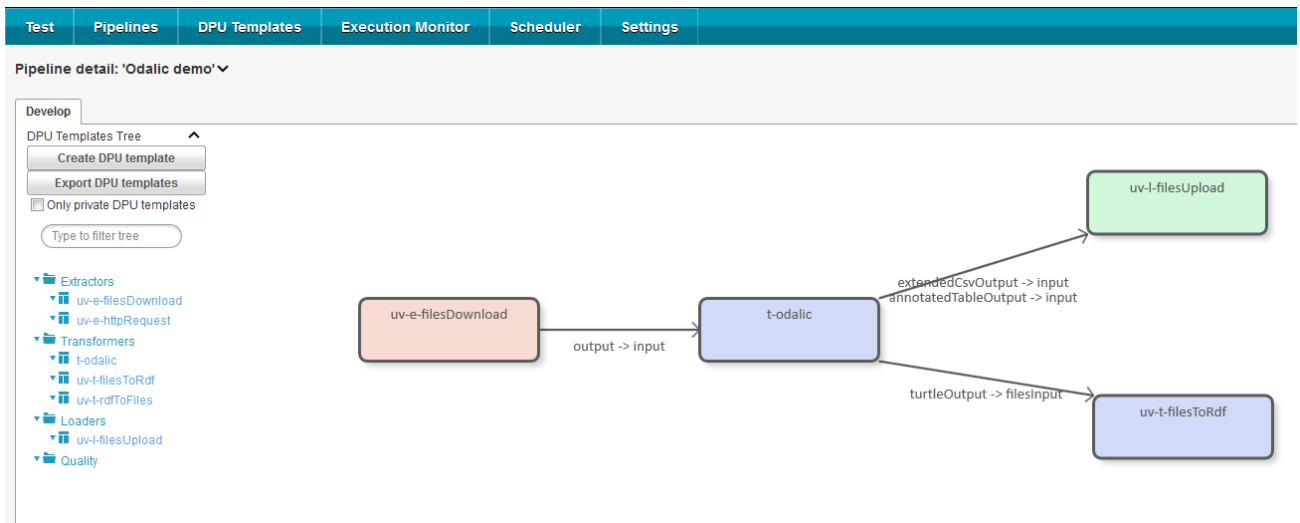 Test Pipelines DPU Templates Execution Monitor Scheduler Settings
Pipeline detail: 'Odalic demo'
Develop
DPU Templates Tree
Create DPU template
Export DPU templates
Only private DPU templates
Type to filter tree
Extractors
uv-e-filesDownload
uv-e-httpRequest
Transformers
t-odalic
uv-t-filesToRdf
uv-t-rdfToFiles
Loaders
uv-l-filesUpload
Quality
uv-e-filesDownload
output -> input
t-odalic
extendedCsvOutput -> input
annotatedTableOutput -> input
uv-l-filesUpload
turtleOutput -> filesInput
uv-t-filesToRdf